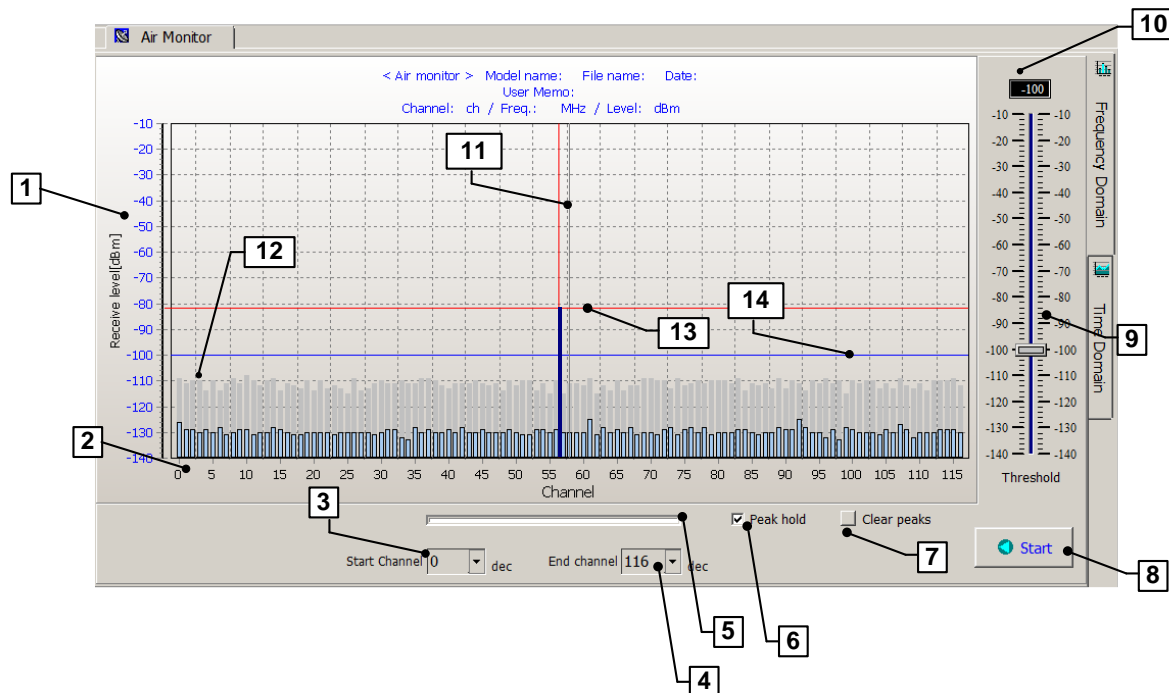 Air Monitor
10
< Air monitor > Model name: File name: Date:
User Memo:
Channel: ch / Freq.: MHz / Level: dBm
-100
-10
-20
-30
-40
-50
-60
-70
-80
-90
-100
-110
-120
-130
-140
Receive level[dBm]
0 5 10 15 20 25 30 35 40 45 50 55 60 65 70 75 80 85 90 95 100 105 110 115
Channel
1
2
11
12
13
14
-10 -10
-20 -20
-30 -30
-40 -40
-50 -50
-60 -60
-70 -70
-80 -80
-90 -90
-100 -100
-110 -110
-120 -120
-130 -130
-140 -140
Threshold
Frequency Domain
Time Domain
9
3
Peak hold
Clear peaks
Start Channel 0 dec
End channel 116 dec
Start
5
6
7
8
4